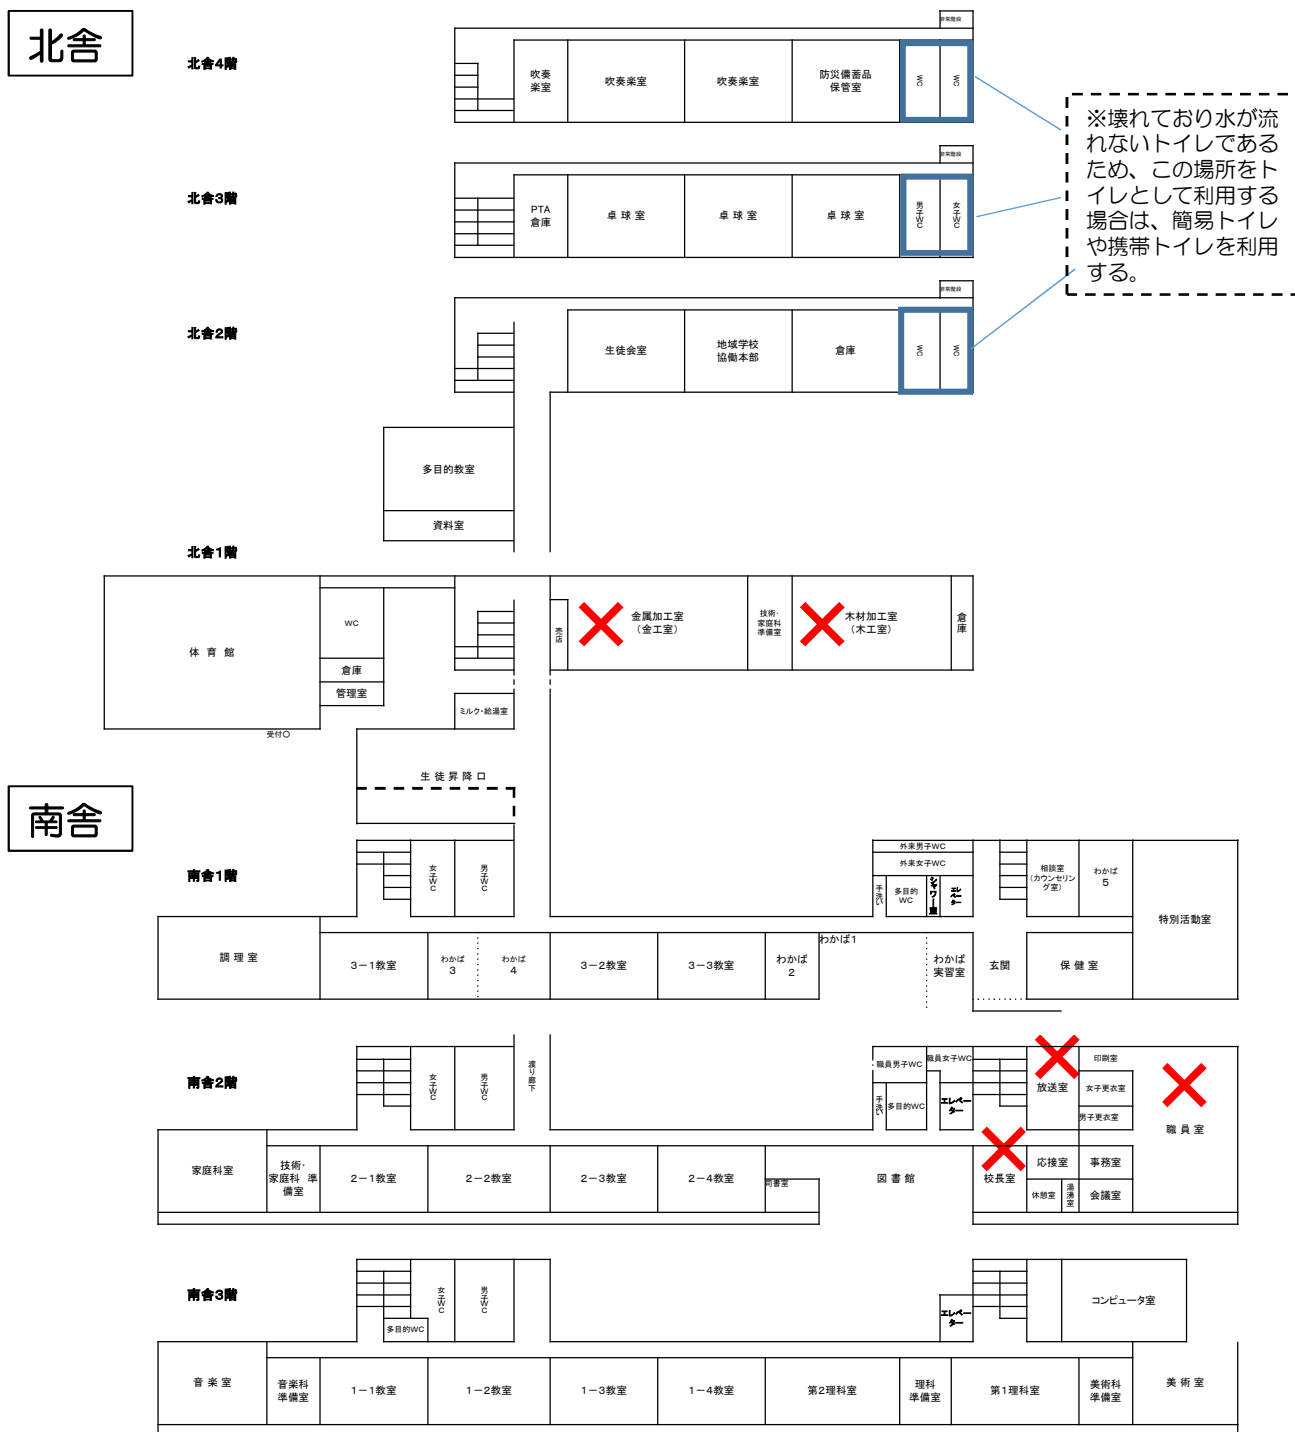 北舎
北舎4階
非常階段
吹奏
楽室
吹奏楽室
吹奏楽室
防災備蓄品
保管室
WC
WC
※壊れており水が流
れないトイレである
ため、この場所をト
イレとして利用する
場合は、簡易トイレ
や携帯トイレを利用
する。
北舎3階
非常階段
PTA
倉庫
卓球室
卓球室
卓球室
男子WC
女子WC
北舎2階
非常階段
生徒会室
地域学校
協働本部
倉庫
WC
WC
多目的教室
資料室
北舎1階
体育館
WC
倉庫
管理室
受付〇
売店
金属加工室
（金工室）
技術・
家庭科
準備室
木材加工室
（木工室）
倉庫
ミルク・給湯室
生徒昇降口
南舎
南舎1階
女子WC
男子WC
外来男子WC
外来女子WC
手洗い
多目的
WC
シャワー室
エレベーター
相談室
（カウンセリン
グ室）
わかば
5
特別活動室
調理室
3－1教室
わかば
3
わかば
4
3－2教室
3－3教室
わかば
2
わかば1
わかば
実習室
玄関
保健室
南舎2階
女子WC
男子WC
渡り廊下
職員男子WC
職員女子WC
手洗い
多目的WC
エレベー
ター
放送室
印刷室
女子更衣室
男子更衣室
職員室
家庭科室
技術・
家庭科 準
備室
2－1教室
2－2教室
2－3教室
2－4教室
司書室
図書館
校長室
応接室
事務室
休憩室
湯沸室
会議室
南舎3階
女子WC
男子WC
多目的WC
エレベー
ター
コンピュータ室
音楽室
音楽科
準備室
1－1教室
1－2教室
1－3教室
1－4教室
第2理科室
理科
準備室
第1理科室
美術科
準備室
美術室